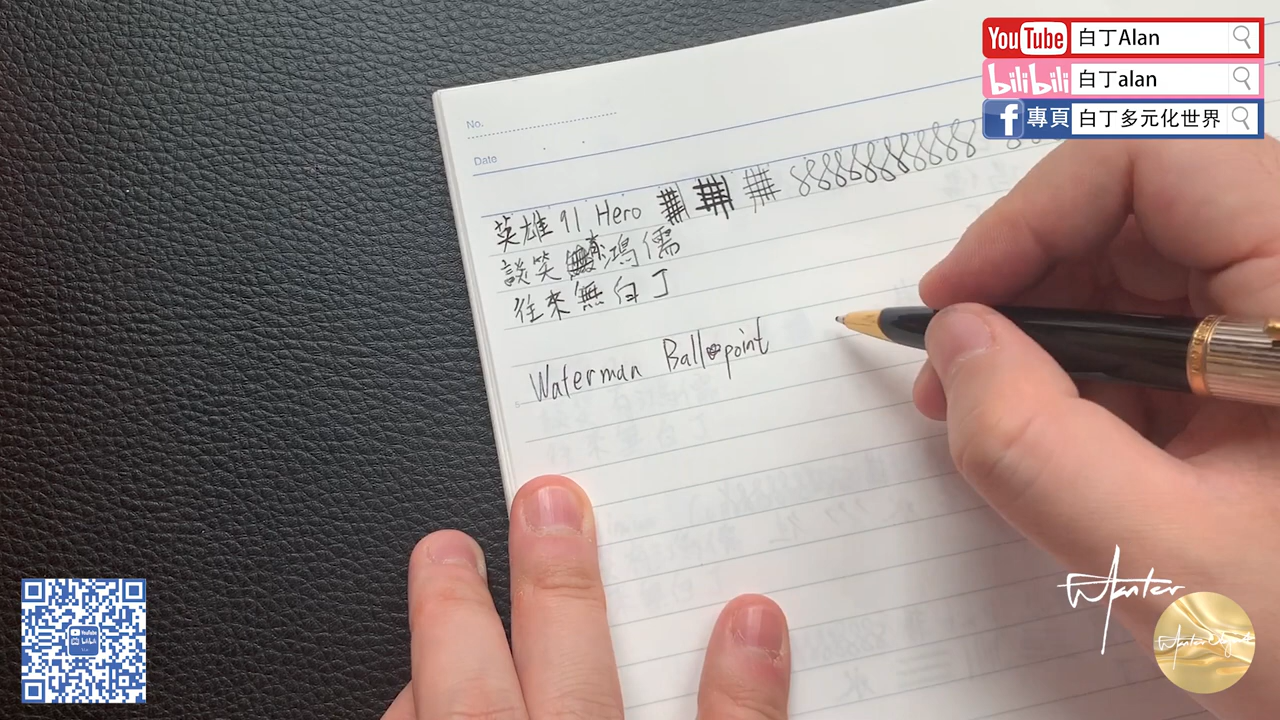 YouTube 白丁Alan
bilibili 白丁alan
f 專頁 白丁多元化世界
No.
Date
英雄 91 Hero
談笑 鴻儒
往來無白丁
Waterman Ballpoint